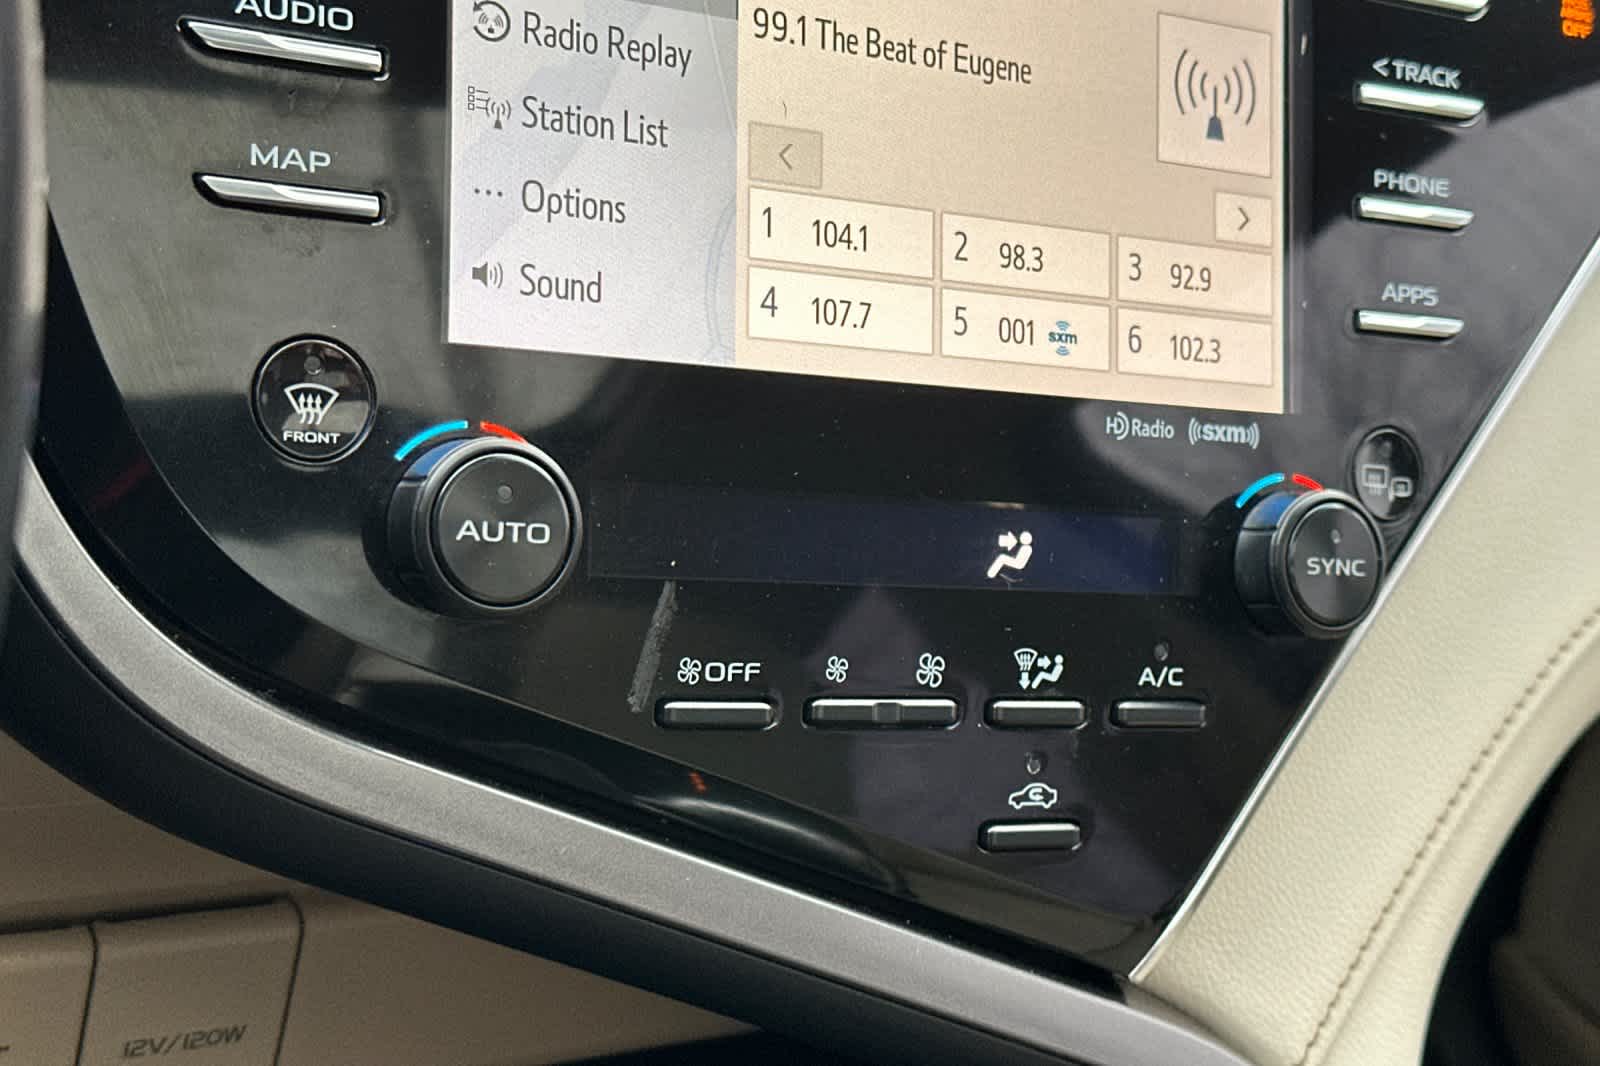 AUDIO
MAP
Radio Replay
Station List
Options
Sound
99.1 The Beat of Eugene
<
>
1 104.1
2 98.3
3 92.9
4 107.7
5 001 sxm
6 102.3
< TRACK
PHONE
APPS
HD Radio ((sxm))
FRONT
AUTO
SYNC
OFF
A/C
12V/120W